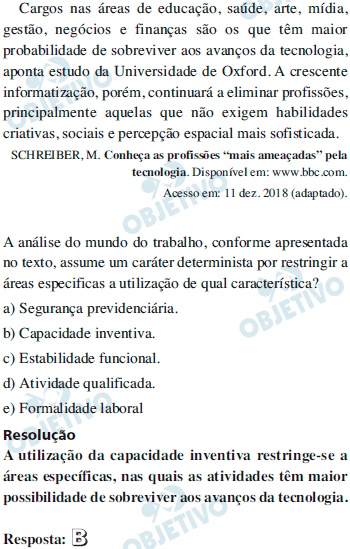 Cargos nas áreas de educação, saúde, arte, mídia,
gestão, negócios e finanças são os que têm maior
probabilidade de sobreviver aos avanços da tecnologia,
aponta estudo da Universidade de Oxford. A crescente
informatização, porém, continuará a eliminar profissões,
principalmente aquelas que não exigem habilidades
criativas, sociais e percepção espacial mais sofisticada.
SCHREIBER, M. Conheça as profissões “mais ameaçadas” pela
tecnologia. Disponível em: www.bbc.com.
Acesso em: 11 dez. 2018 (adaptado).
A análise do mundo do trabalho, conforme apresentada
no texto, assume um caráter determinista por restringir a
áreas especificas a utilização de qual característica?
a) Segurança previdenciária.
b) Capacidade inventiva.
c) Estabilidade funcional.
d) Atividade qualificada.
e) Formalidade laboral
Resolução
A utilização da capacidade inventiva restringe-se a
áreas específicas, nas quais as atividades têm maior
possibilidade de sobreviver aos avanços da tecnologia.
Resposta: B
OBJETIVO
OBJETIVO
OBJETIVO
OBJETIVO
OBJETIVO
OBJETIVO